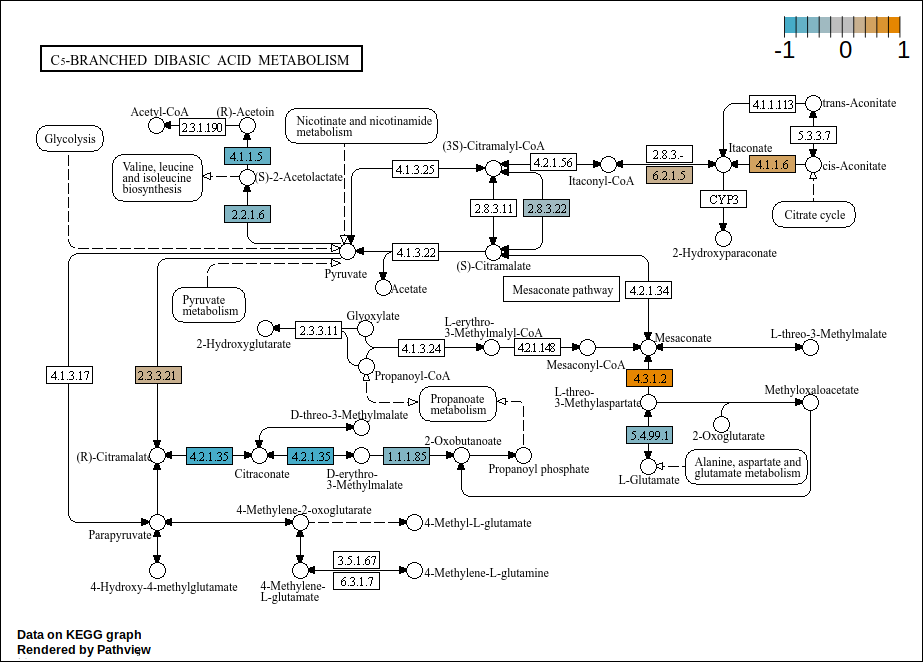 -1 0 1
C5-BRANCHED DIBASIC ACID METABOLISM
Acetyl-CoA
2.3.1.190
(R)-Acetoin
Nicotinate and nicotinamide
metabolism
Glycolysis
4.1.1.5
Valine, leucine
and isoleucine
biosynthesis
(S)-2-Acetolactate
2.2.1.6
(3S)-Citramalyl-CoA
4.1.3.25
4.2.1.56
Itaconyl-CoA
2.8.3.-
6.2.1.5
Itaconate
4.1.1.113
trans-Aconitate
5.3.3.7
4.1.1.6
cis-Aconitate
2.8.3.11
2.8.3.22
CYP3
Citrate cycle
2-Hydroxyparaconate
Pyruvate
4.1.3.22
(S)-Citramalate
Acetate
Pyruvate
metabolism
Mesaconate pathway
4.2.1.34
2-Hydroxyglutarate
2.3.3.11
Glyoxylate
4.1.3.24
L-erythro-
3-Methylmalyl-CoA
4.2.1.148
Mesaconyl-CoA
Mesaconate
L-threo-3-Methylmalate
Propanoyl-CoA
4.1.3.17
2.3.3.21
4.3.1.2
L-threo-
3-Methylaspartate
Methyloxaloacetate
Propanoate
metabolism
D-threo-3-Methylmalate
2-Oxoglutarate
5.4.99.1
(R)-Citramalate
4.2.1.35
Citraconate
4.2.1.35
D-erythro-
3-Methylmalate
1.1.1.85
2-Oxobutanoate
Propanoyl phosphate
L-Glutamate
Alanine, aspartate and
glutamate metabolism
Parapyruvate
4-Methylene-2-oxoglutarate
4-Methyl-L-glutamate
4-Hydroxy-4-methylglutamate
4-Methylene-
L-glutamate
3.5.1.67
6.3.1.7
4-Methylene-L-glutamine
Data on KEGG graph
Rendered by Pathview